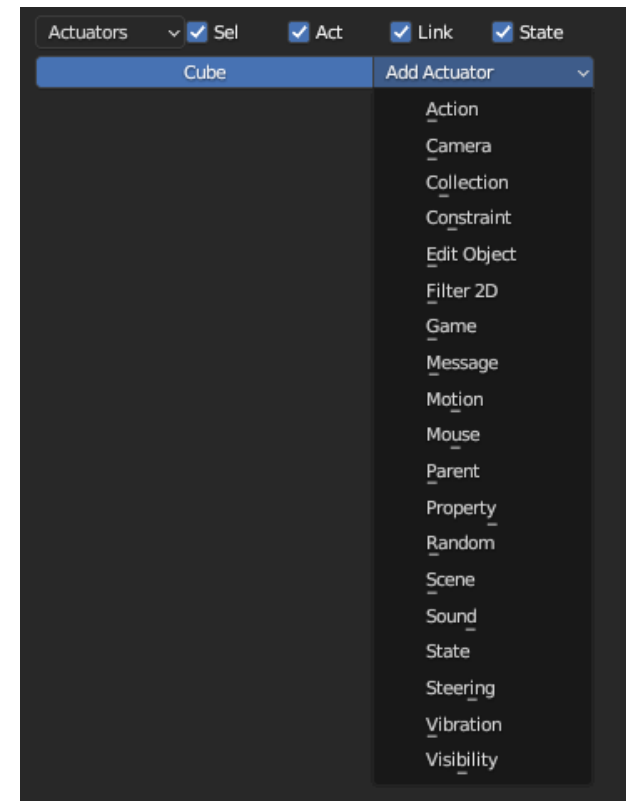 Actuators Sel Act Link State
Cube Add Actuator
Action
Camera
Collection
Constraint
Edit Object
Filter 2D
Game
Message
Motion
Mouse
Parent
Property
Random
Scene
Sound
State
Steering
Vibration
Visibility